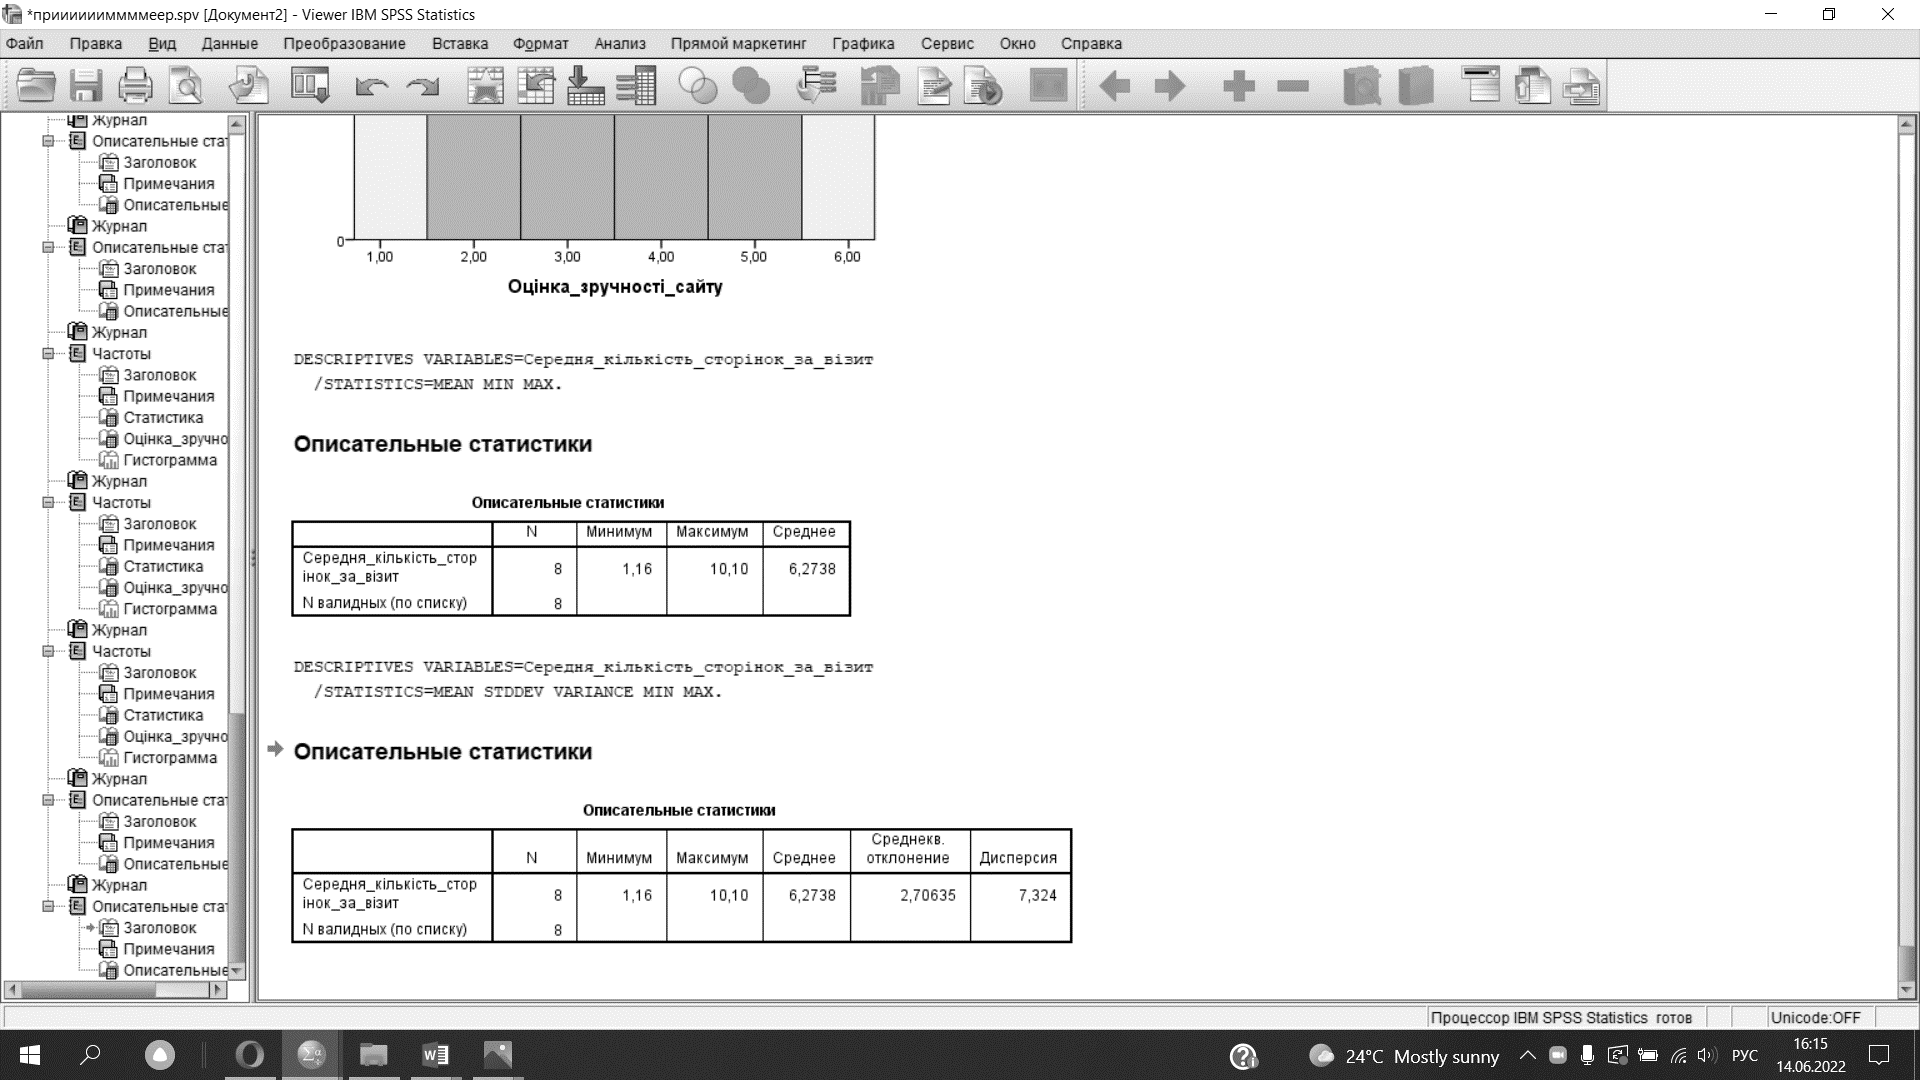 *прииииииммммеер.spv [Документ2] - Viewer IBM SPSS Statistics
Файл Правка Вид Данные Преобразование Вставка Формат Анализ Прямой маркетинг Графика Сервис Окно Справка
Журнал
Описательные стат
Заголовок
Примечания
Описательные
Журнал
Описательные стат
Заголовок
Примечания
Описательные
Журнал
Частоты
Заголовок
Примечания
Статистика
Оцінка_зручно
Гистограмма
Журнал
Частоты
Заголовок
Примечания
Статистика
Оцінка_зручно
Гистограмма
Журнал
Частоты
Заголовок
Примечания
Статистика
Оцінка_зручно
Гистограмма
Журнал
Описательные стат
Заголовок
Примечания
Описательные
Журнал
Описательные стат
Заголовок
Примечания
Описательные
0
1,00 2,00 3,00 4,00 5,00 6,00
Оцінка_зручності_сайту
DESCRIPTIVES VARIABLES=Середня_кількість_сторінок_за_візит
/STATISTICS=MEAN MIN MAX.
Описательные статистики
Описательные статистики
N Минимум Максимум Среднее
Середня_кількість_стор
інок_за_візит 8 1,16 10,10 6,2738
N валидных (по списку) 8
DESCRIPTIVES VARIABLES=Середня_кількість_сторінок_за_візит
/STATISTICS=MEAN STDDEV VARIANCE MIN MAX.
Описательные статистики
Описательные статистики
N Минимум Максимум Среднее Среднекв. отклонение Дисперсия
Середня_кількість_стор
інок_за_візит 8 1,16 10,10 6,2738 2,70635 7,324
N валидных (по списку) 8
Процессор IBM SPSS Statistics готов Unicode:OFF
24°C Mostly sunny РУС 16:15
14.06.2022